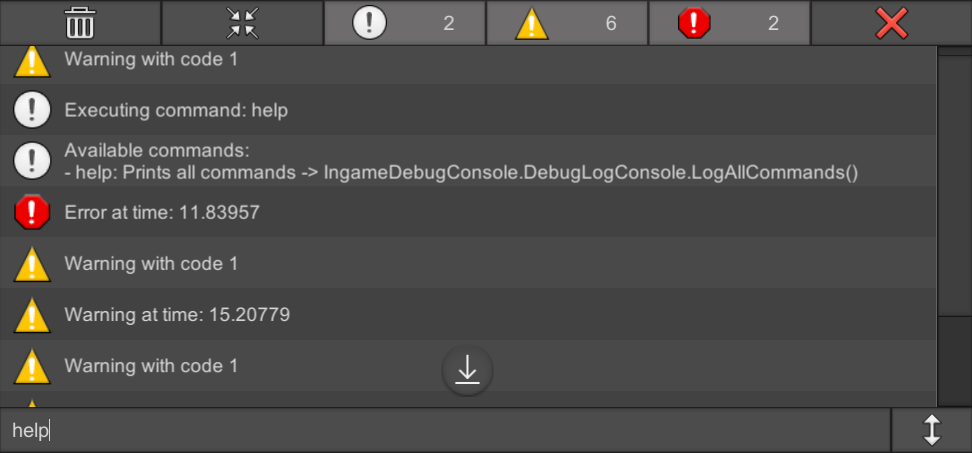 2
6
2
Warning with code 1
Executing command: help
Available commands:
- help: Prints all commands -> IngameDebugConsole.DebugLogConsole.LogAllCommands()
Error at time: 11.83957
Warning with code 1
Warning at time: 15.20779
Warning with code 1
help